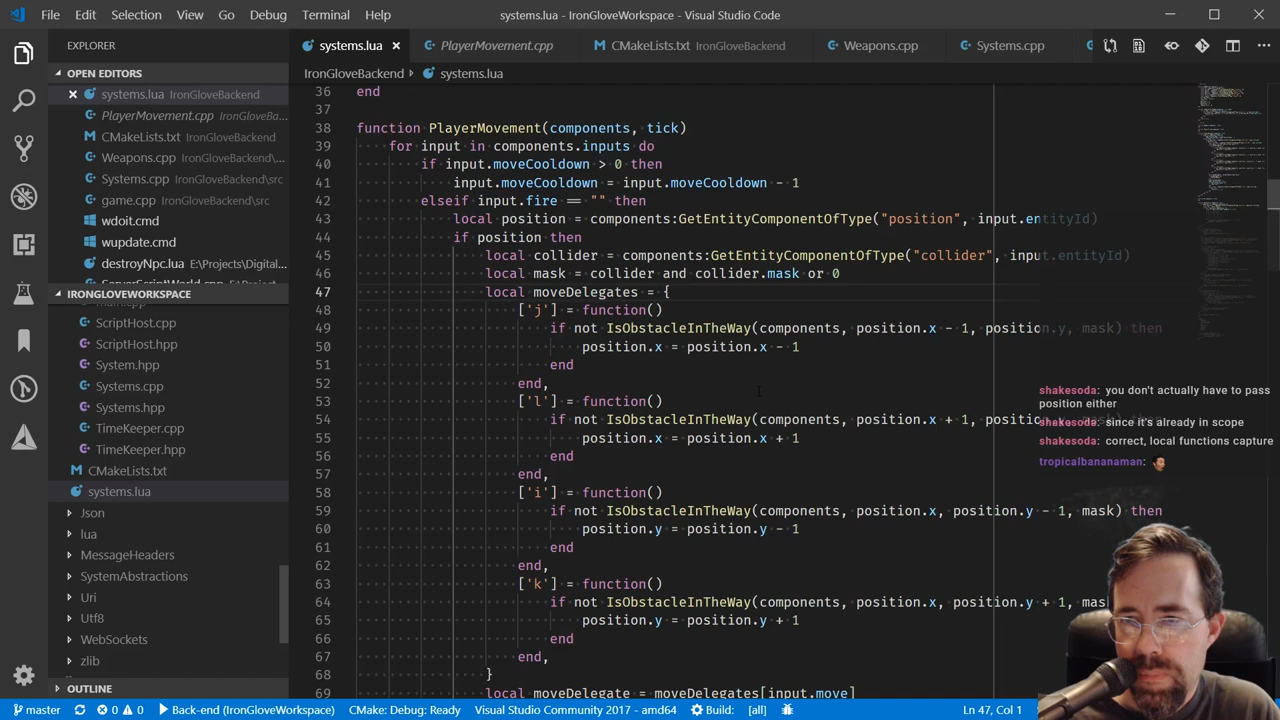 File Edit Selection View Go Debug Terminal Help systems.lua - IronGloveWorkspace - Visual Studio Code
EXPLORER
OPEN EDITORS
systems.lua IronGloveBackend
PlayerMovement.cpp IronGloveBa...
CMakeLists.txt IronGloveBackend
Weapons.cpp IronGloveBackend\...
Systems.cpp IronGloveBackend\src
game.cpp IronGloveBackend\src
wdoit.cmd
wupdate.cmd
destroyNpc.lua E:\Projects\Digital...
IRONGLOVEWORKSPACE
ScriptHost.cpp
ScriptHost.hpp
System.hpp
Systems.cpp
Systems.hpp
TimeKeeper.cpp
TimeKeeper.hpp
CMakeLists.txt
systems.lua
Json
lua
MessageHeaders
SystemAbstractions
Uri
Utf8
WebSockets
zlib
OUTLINE
systems.lua PlayerMovement.cpp CMakeLists.txt IronGloveBackend Weapons.cpp Systems.cpp
IronGloveBackend systems.lua
36 end
37
38 function PlayerMovement(components, tick)
39 for input in components.inputs do
40 if input.moveCooldown > 0 then
41 input.moveCooldown = input.moveCooldown - 1
42 elseif input.fire == "" then
43 local position = components:GetEntityComponentOfType("position", input.entityId)
44 if position then
45 local collider = components:GetEntityComponentOfType("collider", input.entityId)
46 local mask = collider and collider.mask or 0
47 local moveDelegates = {
48 ['j'] = function()
49 if not IsObstacleInTheWay(components, position.x - 1, position.y, mask) then
50 position.x = position.x - 1
51 end
52 end,
53 ['l'] = function()
54 if not IsObstacleInTheWay(components, position.x + 1, position.y, mask) then
55 position.x = position.x + 1
56 end
57 end,
58 ['i'] = function()
59 if not IsObstacleInTheWay(components, position.x, position.y - 1, mask) then
60 position.y = position.y - 1
61 end
62 end,
63 ['k'] = function()
64 if not IsObstacleInTheWay(components, position.x, position.y + 1, mas
65 position.y = position.y + 1
66 end
67 end,
68 }
69 local moveDelegate = moveDelegates[input.move]
shakesoda: you don't actually have to pass
position either
shakesoda: since it's already in scope
shakesoda: correct, local functions capture
tropicalbananaman:
master 0 0 Back-end (IronGloveWorkspace) CMake: Debug: Ready Visual Studio Community 2017 - amd64 Build: [all] Ln 47, Col 1